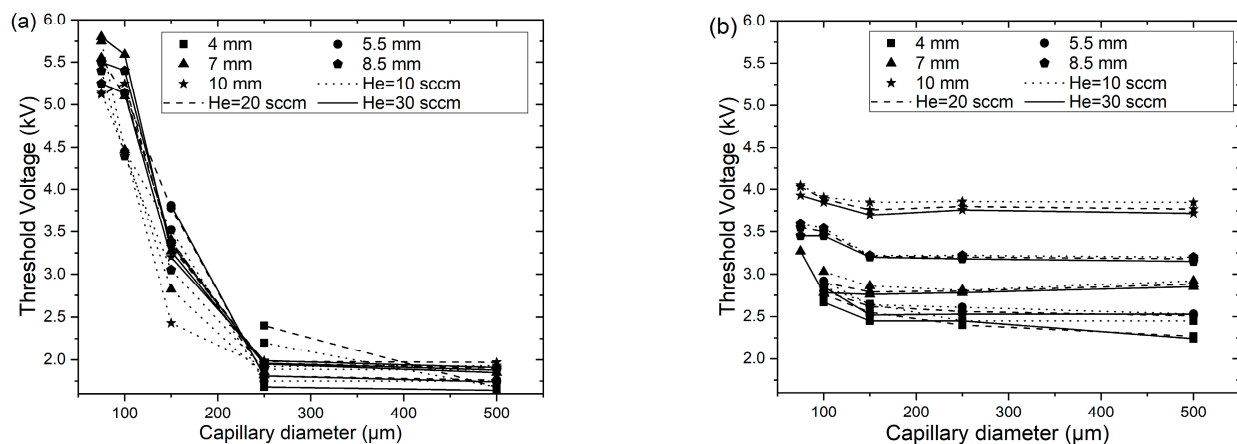 (a)
6.0
5.5
5.0
4.5
4.0
3.5
3.0
2.5
2.0
Threshold Voltage (kV)
4 mm 5.5 mm
7 mm 8.5 mm
10 mm He=10 sccm
He=20 sccm He=30 sccm
100 200 300 400 500
Capillary diameter (μm)
(b)
6.0
5.5
5.0
4.5
4.0
3.5
3.0
2.5
2.0
Threshold Voltage (kV)
4 mm 5.5 mm
7 mm 8.5 mm
10 mm He=10 sccm
He=20 sccm He=30 sccm
100 200 300 400 500
Capillary diameter (μm)